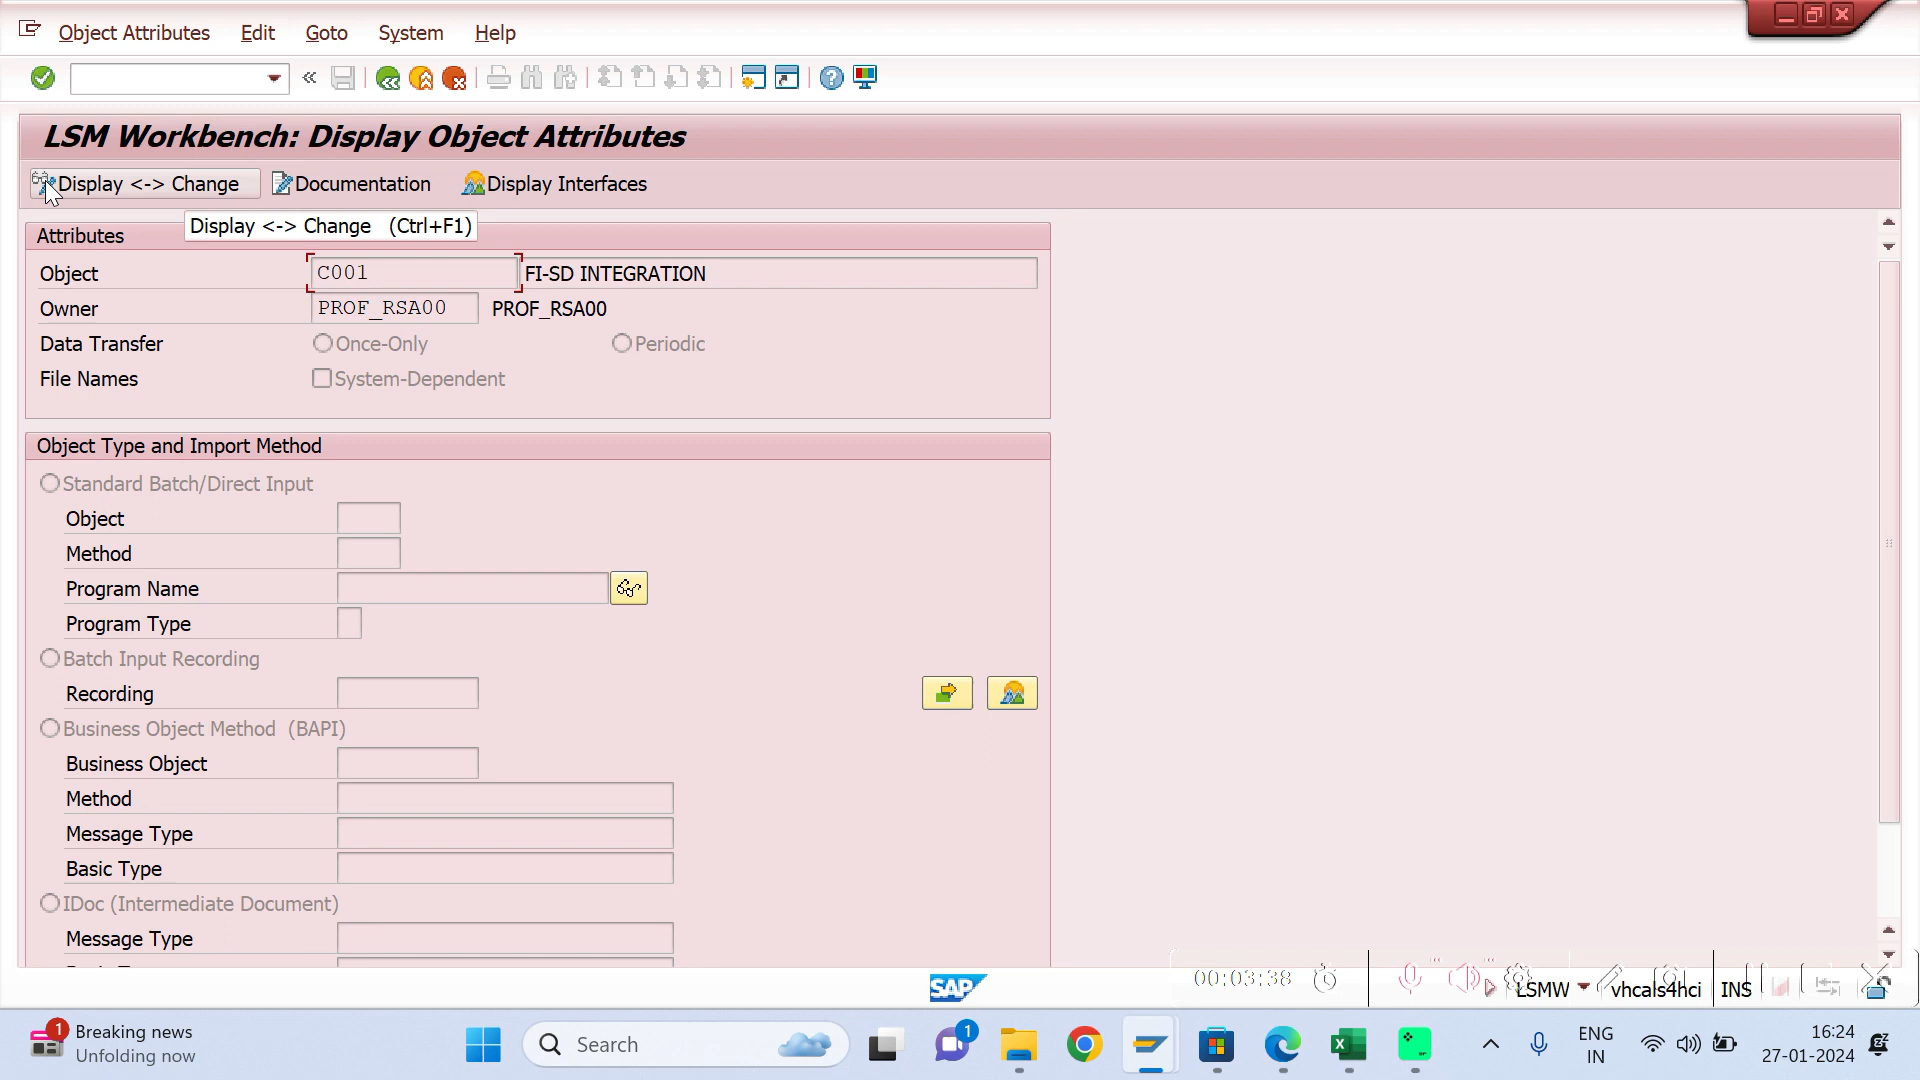 Object Attributes Edit Goto System Help
LSM Workbench: Display Object Attributes
Display <-> Change Documentation Display Interfaces
Display <-> Change (Ctrl+F1)
Attributes
Object C001 FI-SD INTEGRATION
Owner PROF_RSA00 PROF_RSA00
Data Transfer Once-Only Periodic
File Names System-Dependent
Object Type and Import Method
Standard Batch/Direct Input
Object
Method
Program Name
Program Type
Batch Input Recording
Recording
Business Object Method (BAPI)
Business Object
Method
Message Type
Basic Type
IDoc (Intermediate Document)
Message Type
SAP 00:03:38 LSMW vhcals4hci INS
1 Breaking news
Unfolding now
Search
1
ENG
IN
16:24
27-01-2024